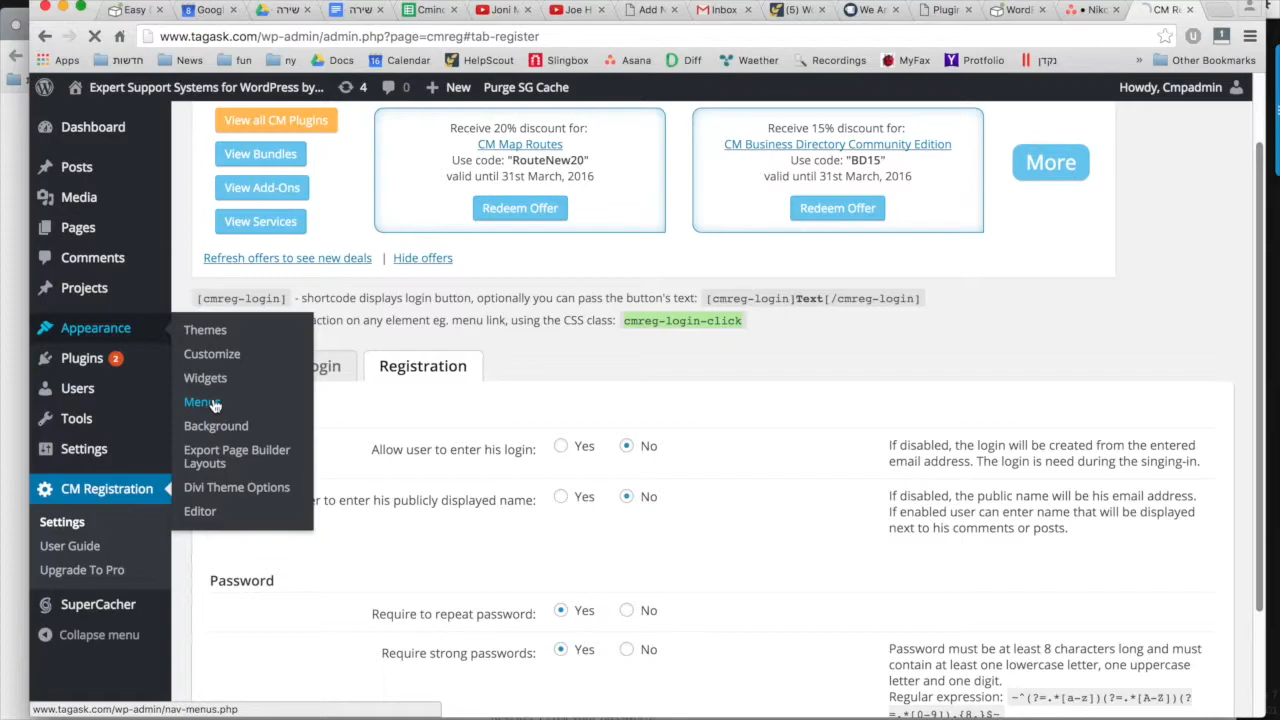 Easy
Googl
שירה
שירה
Cminc
Joni M
Joe H
Add N
Inbox
(5) W
We A
Plugin
WordI
Niko
CM R
www.tagask.com/wp-admin/admin.php?page=cmreg#tab-register
Apps
חדשות
News
fun
ny
Docs
16 Calendar
HelpScout
Slingbox
Asana
Diff
Waether
Recordings
MyFax
Protfolio
נקדן
»
Other Bookmarks
Expert Support Systems for WordPress by...
4
0
New
Purge SG Cache
Howdy, Cmpadmin
Dashboard
Posts
Media
Pages
Comments
Projects
Appearance
Plugins 2
Users
Tools
Settings
CM Registration
Settings
User Guide
Upgrade To Pro
SuperCacher
Collapse menu
Themes
Customize
Widgets
Menus
Background
Export Page Builder
Layouts
Divi Theme Options
Editor
View all CM Plugins
View Bundles
View Add-Ons
View Services
Receive 20% discount for:
CM Map Routes
Use code: "RouteNew20"
valid until 31st March, 2016
Redeem Offer
Receive 15% discount for:
CM Business Directory Community Edition
Use code: "BD15"
valid until 31st March, 2016
Redeem Offer
More
Refresh offers to see new deals | Hide offers
[cmreg-login] - shortcode displays login button, optionally you can pass the button's text: [cmreg-login]Text[/cmreg-login]
action on any element eg. menu link, using the CSS class: cmreg-login-click
ogin
Registration
Allow user to enter his login:
Yes
No
If disabled, the login will be created from the entered
email address. The login is need during the singing-in.
er to enter his publicly displayed name:
Yes
No
If disabled, the public name will be his email address.
If enabled user can enter name that will be displayed
next to his comments or posts.
Password
Require to repeat password:
Yes
No
Require strong passwords:
Yes
No
Password must be at least 8 characters long and must
contain at least one lowercase letter, one uppercase
letter and one digit.
Regular expression: ~^(?=.*[a-z])(?=.*[A-Z])(?
=.*[0-9]).{8,}$~
www.tagask.com/wp-admin/nav-menus.php